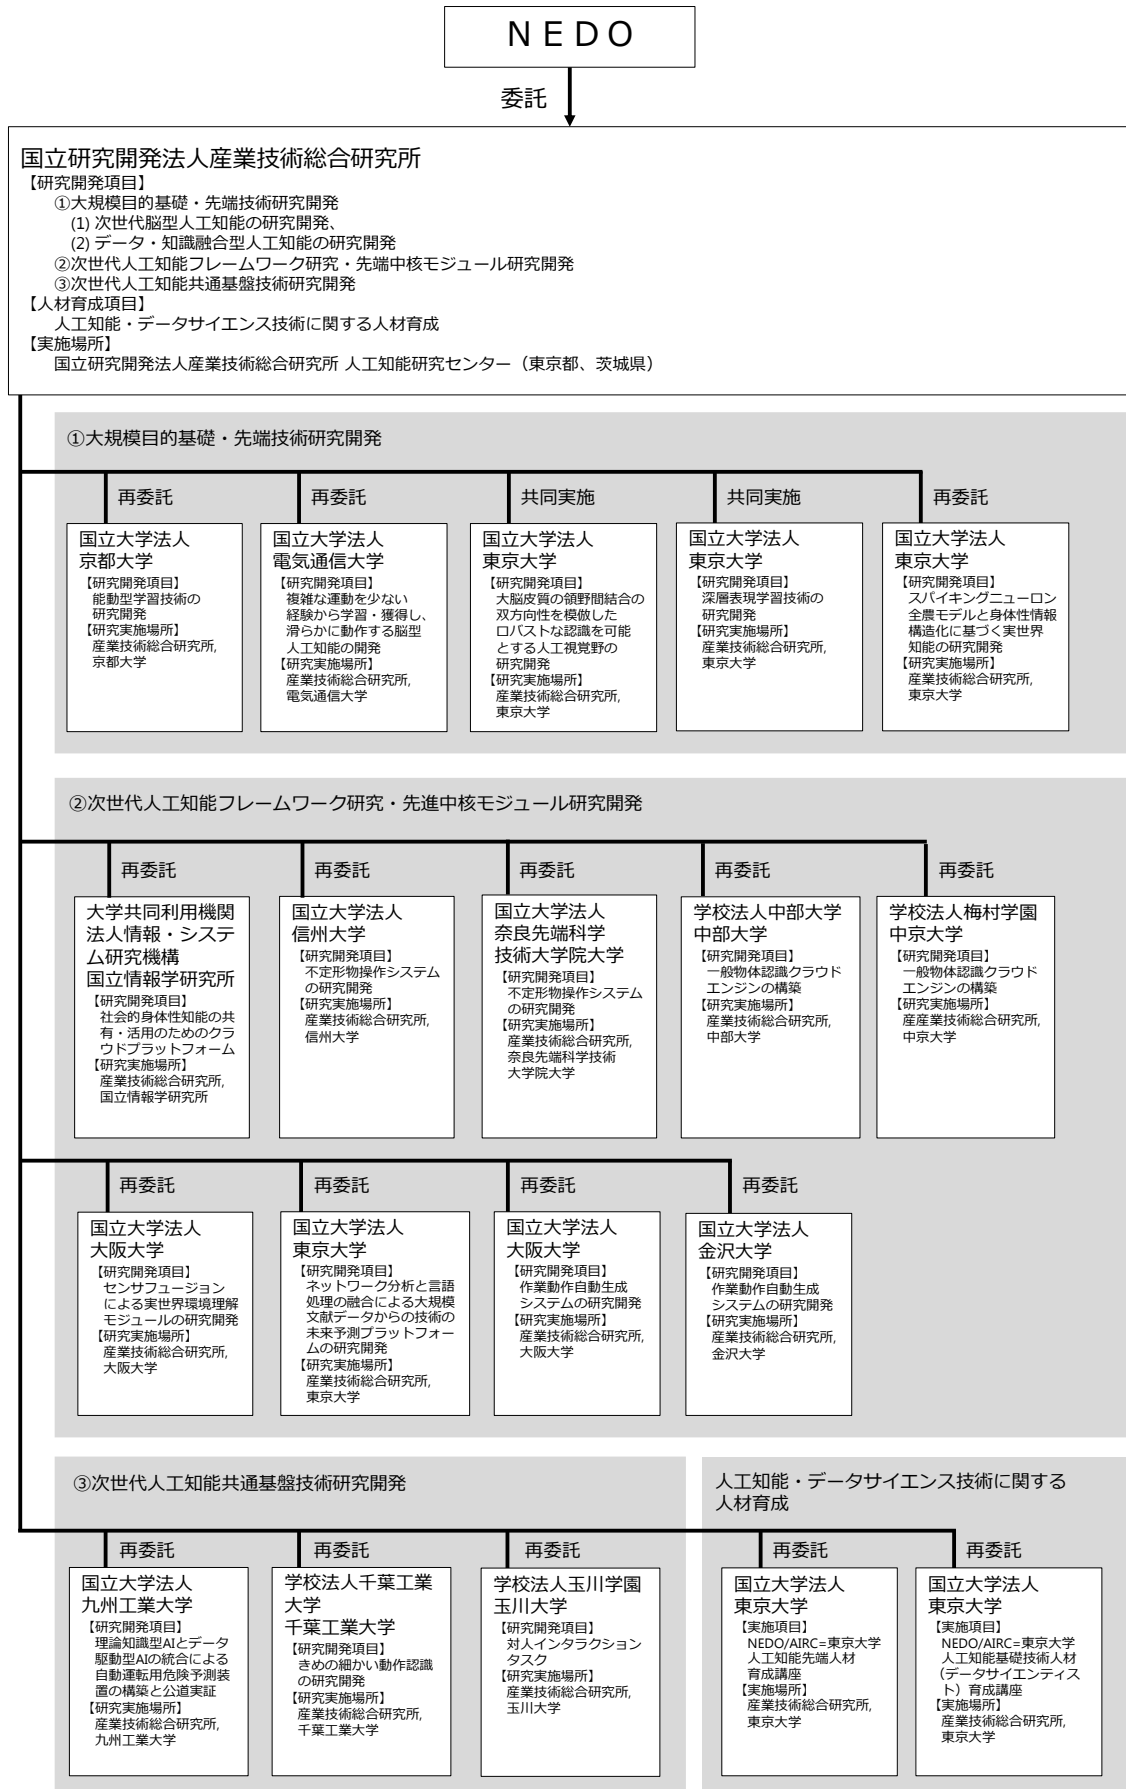 NEDO
委託
国立研究開発法人産業技術総合研究所
【研究開発項目】
①大規模目的基礎・先端技術研究開発
(1) 次世代脳型人工知能の研究開発、
(2) データ・知識融合型人工知能の研究開発
②次世代人工知能フレームワーク研究・先端中核モジュール研究開発
③次世代人工知能共通基盤技術研究開発
【人材育成項目】
人工知能・データサイエンス技術に関する人材育成
【実施場所】
国立研究開発法人産業技術総合研究所 人工知能研究センター（東京都、茨城県）
①大規模目的基礎・先端技術研究開発
再委託
国立大学法人
京都大学
【研究開発項目】
能動型学習技術の
研究開発
【研究実施場所】
産業技術総合研究所,
京都大学
再委託
国立大学法人
電気通信大学
【研究開発項目】
複雑な運動を少ない
経験から学習・獲得し、
滑らかに動作する脳型
人工知能の開発
【研究実施場所】
産業技術総合研究所,
電気通信大学
共同実施
国立大学法人
東京大学
【研究開発項目】
大脳皮質の領野間結合の
双方向性を模倣した
ロバストな認識を可能
とする人工視覚野の
研究開発
【研究実施場所】
産業技術総合研究所,
東京大学
共同実施
国立大学法人
東京大学
【研究開発項目】
深層表現学習技術の
研究開発
【研究実施場所】
産業技術総合研究所,
東京大学
再委託
国立大学法人
東京大学
【研究開発項目】
スパイキングニューロン
全農モデルと身体性情報
構造化に基づく実世界
知能の研究開発
【研究実施場所】
産業技術総合研究所,
東京大学
②次世代人工知能フレームワーク研究・先進中核モジュール研究開発
再委託
大学共同利用機関
法人情報・システ
ム研究機構
国立情報学研究所
【研究開発項目】
社会的身体性知能の共
有・活用のためのクラ
ウドプラットフォーム
【研究実施場所】
産業技術総合研究所,
国立情報学研究所
再委託
国立大学法人
信州大学
【研究開発項目】
不定形物操作システム
の研究開発
【研究実施場所】
産業技術総合研究所,
信州大学
再委託
国立大学法人
奈良先端科学
技術大学院大学
【研究開発項目】
不定形物操作システム
の研究開発
【研究実施場所】
産業技術総合研究所,
奈良先端科学技術
大学院大学
再委託
学校法人中部大学
中部大学
【研究開発項目】
一般物体認識クラウド
エンジンの構築
【研究実施場所】
産業技術総合研究所,
中部大学
再委託
学校法人梅村学園
中京大学
【研究開発項目】
一般物体認識クラウド
エンジンの構築
【研究実施場所】
産産業技術総合研究所,
中京大学
再委託
国立大学法人
大阪大学
【研究開発項目】
センサフュージョン
による実世界環境理解
モジュールの研究開発
【研究実施場所】
産業技術総合研究所,
大阪大学
再委託
国立大学法人
東京大学
【研究開発項目】
ネットワーク分析と言語
処理の融合による大規模
文献データからの技術の
未来予測プラットフォー
ムの研究開発
【研究実施場所】
産業技術総合研究所,
東京大学
再委託
国立大学法人
大阪大学
【研究開発項目】
作業動作自動生成
システムの研究開発
【研究実施場所】
産業技術総合研究所,
大阪大学
再委託
国立大学法人
金沢大学
【研究開発項目】
作業動作自動生成
システムの研究開発
【研究実施場所】
産業技術総合研究所,
金沢大学
③次世代人工知能共通基盤技術研究開発
再委託
国立大学法人
九州工業大学
【研究開発項目】
理論知識型AIとデータ
駆動型AIの統合による
自動運転用危険予測装
置の構築と公道実証
【研究実施場所】
産業技術総合研究所,
九州工業大学
再委託
学校法人千葉工業
大学
千葉工業大学
【研究開発項目】
きめの細かい動作認識
の研究開発
【研究実施場所】
産業技術総合研究所,
千葉工業大学
再委託
学校法人玉川学園
玉川大学
【研究開発項目】
対人インタラクション
タスク
【研究実施場所】
産業技術総合研究所,
玉川大学
人工知能・データサイエンス技術に関する
人材育成
再委託
国立大学法人
東京大学
【実施項目】
NEDO/AIRC=東京大学
人工知能先端人材
育成講座
【実施場所】
産業技術総合研究所,
東京大学
再委託
国立大学法人
東京大学
【実施項目】
NEDO/AIRC=東京大学
人工知能基礎技術人材
（データサイエンティス
ト）育成講座
【実施場所】
産業技術総合研究所,
東京大学